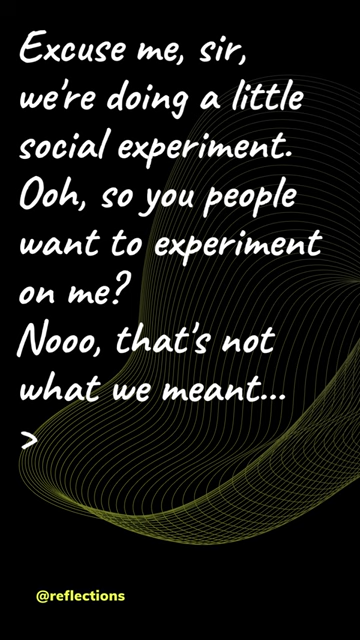 Excuse me, sir,
we're doing a little
social experiment.
Ooh, so you people
want to experiment
on me?
Nooo, that's not
what we meant...
>
@reflections